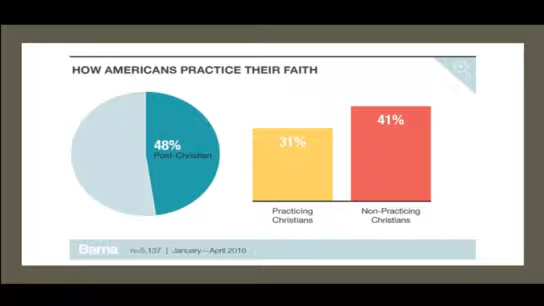 HOW AMERICANS PRACTICE THEIR FAITH
48%
Post-Christian
31%
41%
Practicing
Christians
Non-Practicing
Christians
Barna n=5,137 | January—April 2016